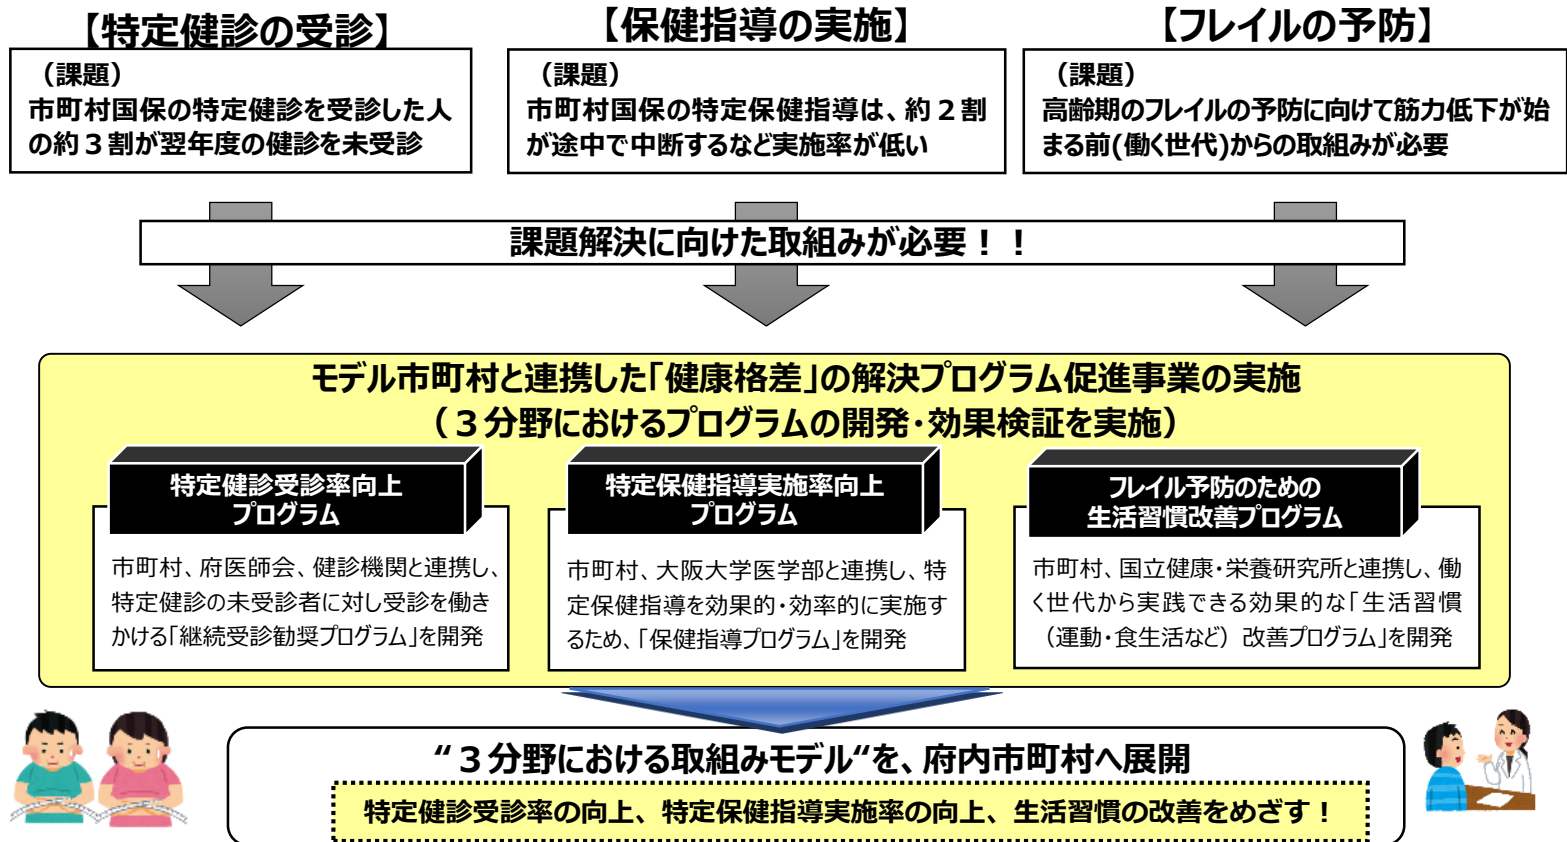 【特定健診の受診】
（課題）
市町村国保の特定健診を受診した人
の約３割が翌年度の健診を未受診
【保健指導の実施】
（課題）
市町村国保の特定保健指導は、約２割
が途中で中断するなど実施率が低い
【フレイルの予防】
（課題）
高齢期のフレイルの予防に向けて筋力低下が始
まる前(働く世代)からの取組みが必要
課題解決に向けた取組みが必要！！
モデル市町村と連携した「健康格差」の解決プログラム促進事業の実施
（３分野におけるプログラムの開発・効果検証を実施）
特定健診受診率向上
プログラム
市町村、府医師会、健診機関と連携し、
特定健診の未受診者に対し受診を働き
かける「継続受診勧奨プログラム」を開発
特定保健指導実施率向上
プログラム
市町村、大阪大学医学部と連携し、特
定保健指導を効果的・効率的に実施す
るため、「保健指導プログラム」を開発
フレイル予防のための
生活習慣改善プログラム
市町村、国立健康・栄養研究所と連携し、働
く世代から実践できる効果的な「生活習慣
（運動・食生活など） 改善プログラム」を開発
“３分野における取組みモデル“を、府内市町村へ展開
特定健診受診率の向上、特定保健指導実施率の向上、生活習慣の改善をめざす！